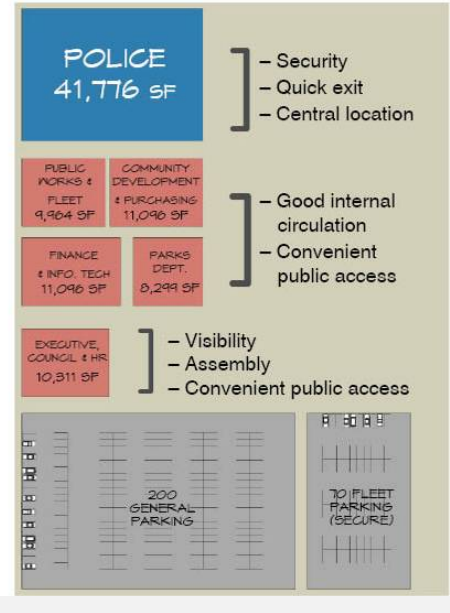 POLICE
41,776 SF
– Security
– Quick exit
– Central location
PUBLIC
WORKS &
FLEET
9,964 SF
COMMUNITY
DEVELOPMENT
& PURCHASING
11,096 SF
FINANCE
& INFO. TECH
11,096 SF
PARKS
DEPT.
8,299 SF
– Good internal
circulation
– Convenient
public access
EXECUTIVE,
COUNCIL & HR
10,311 SF
– Visibility
– Assembly
– Convenient public access
200
GENERAL
PARKING
70 FLEET
PARKING
(SECURE)